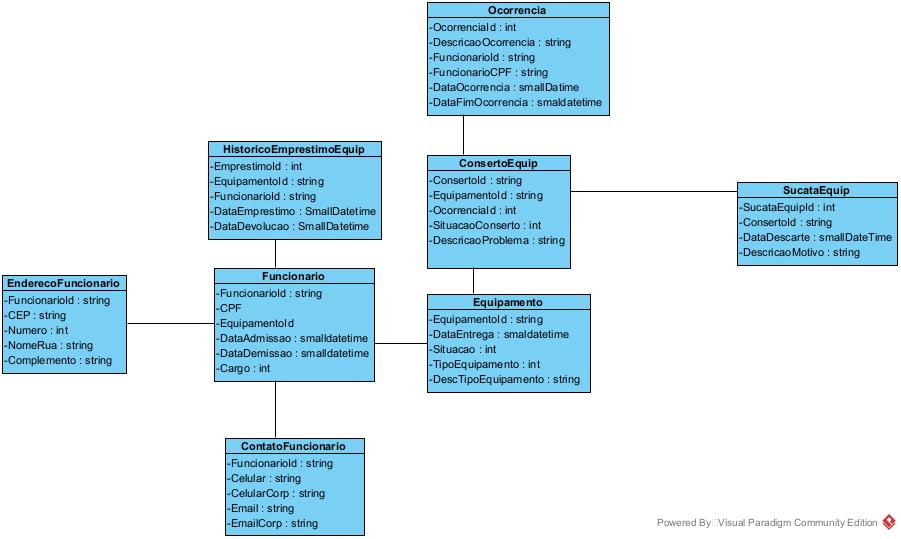 Ocorrencia
-OcorrenciaId : int
-DescricaoOcorrencia : string
-FuncionarioId : string
-FuncionarioCPF : string
-DataOcorrencia : smallDatime
-DataFimOcorrencia : smaldatetime
HistoricoEmprestimoEquip
-EmprestimoId : int
-EquipamentoId : string
-FuncionarioId : string
-DataEmprestimo : SmallDatetime
-DataDevolucao : SmallDatetime
ConsertoEquip
-ConsertoId : string
-EquipamentoId : string
-OcorrenciaId : int
-SituacaoConserto : int
-DescricaoProblema : string
SucataEquip
-SucataEquipId : int
-ConsertoId : string
-DataDescarte : smallDateTime
-DescricaoMotivo : string
EnderecoFuncionario
-FuncionarioId : string
-CEP : string
-Numero : int
-NomeRua : string
-Complemento : string
Funcionario
-FuncionarioId : string
-CPF
-EquipamentoId
-DataAdmissao : smalldatetime
-DataDemissao : smalldatetime
-Cargo : int
Equipamento
-EquipamentoId : string
-DataEntrega : smaldatetime
-Situacao : int
-TipoEquipamento : int
-DescTipoEquipamento : string
ContatoFuncionario
-FuncionarioId : string
-Celular : string
-CelularCorp : string
-Email : string
-EmailCorp : string
Powered By Visual Paradigm Community Edition